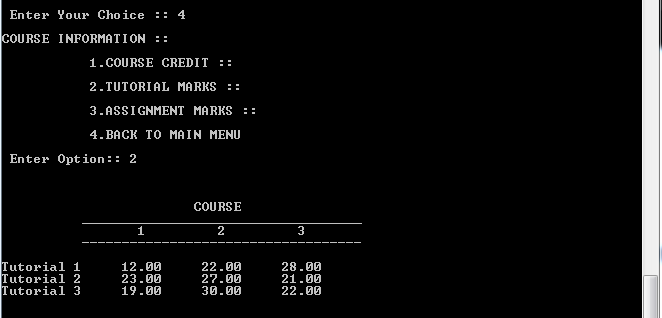 Enter Your Choice :: 4
COURSE INFORMATION ::
1.COURSE CREDIT ::
2.TUTORIAL MARKS ::
3.ASSIGNMENT MARKS ::
4.BACK TO MAIN MENU
Enter Option:: 2
COURSE
1 2 3
Tutorial 1 12.00 22.00 28.00
Tutorial 2 23.00 27.00 21.00
Tutorial 3 19.00 30.00 22.00